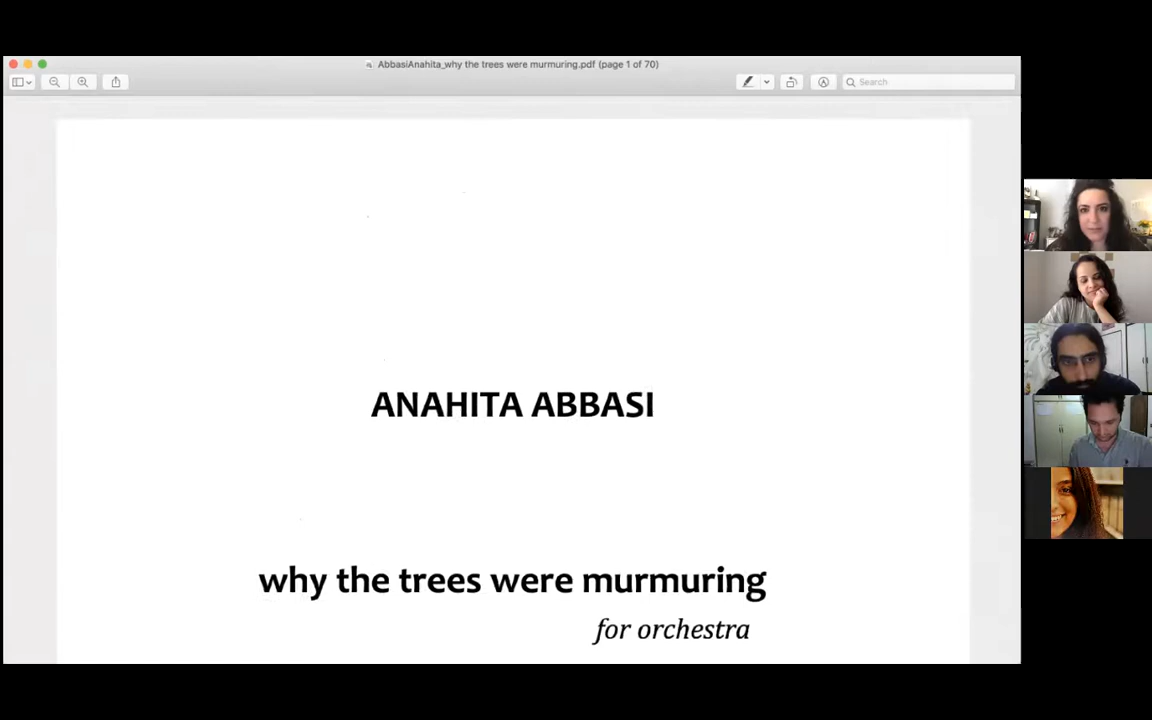 AbbasiAnahita_why the trees were murmuring.pdf (page 1 of 70)
Search
ANAHITA ABBASI
why the trees were murmuring
for orchestra